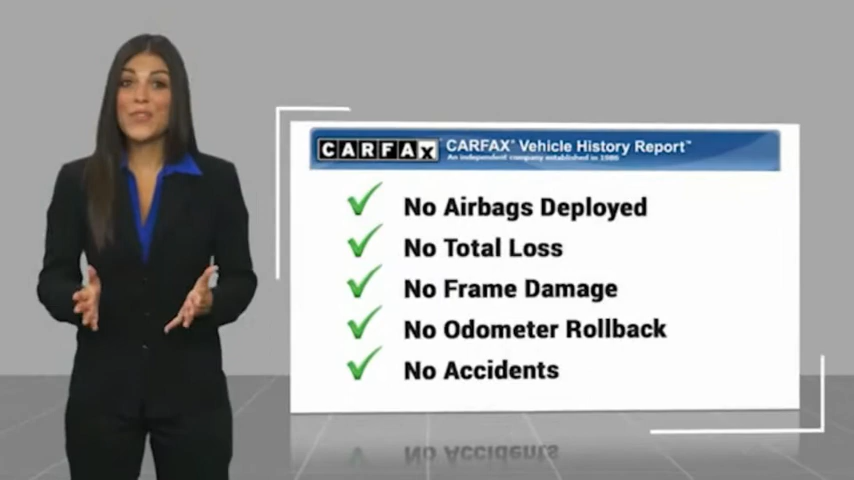 CARFAX CARFAX® Vehicle History Report™
An independent company established in 1986
No Airbags Deployed
No Total Loss
No Frame Damage
No Odometer Rollback
No Accidents
No Accidents